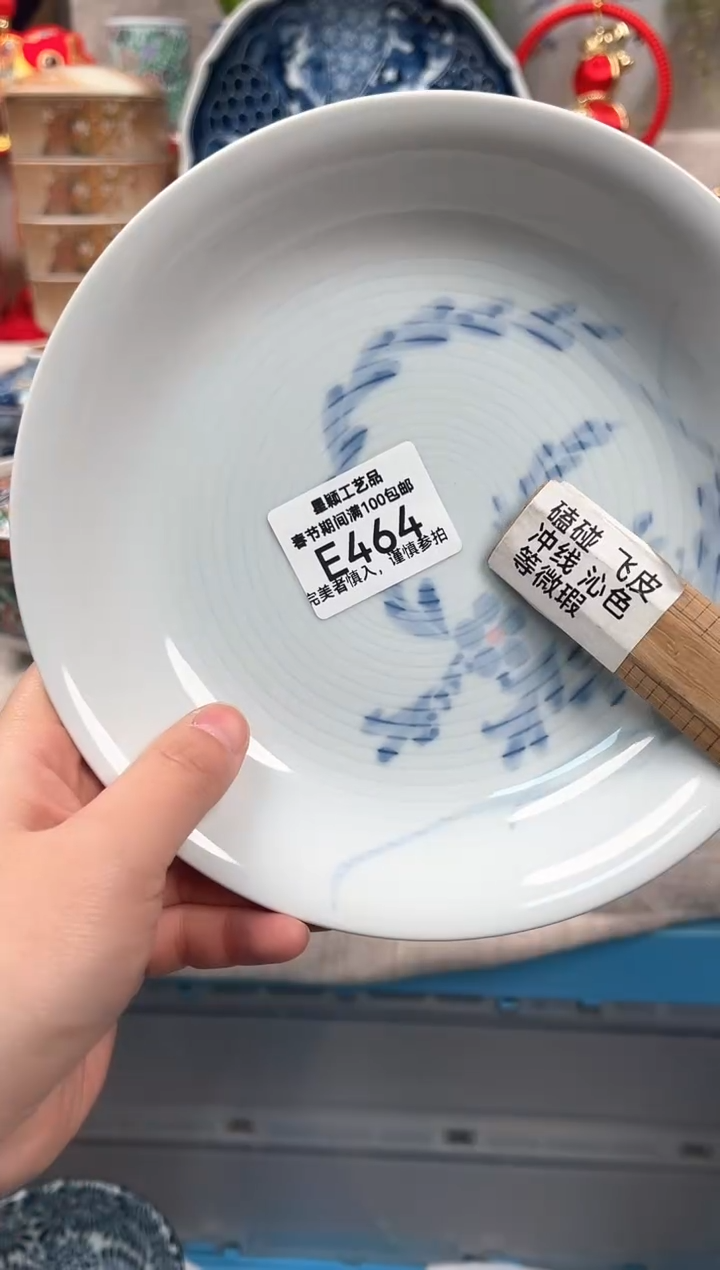 星颖工艺品
春节期间满100包邮
E464
完美者慎入，谨慎参拍
磕碰 飞皮
冲线 沁色
等微瑕